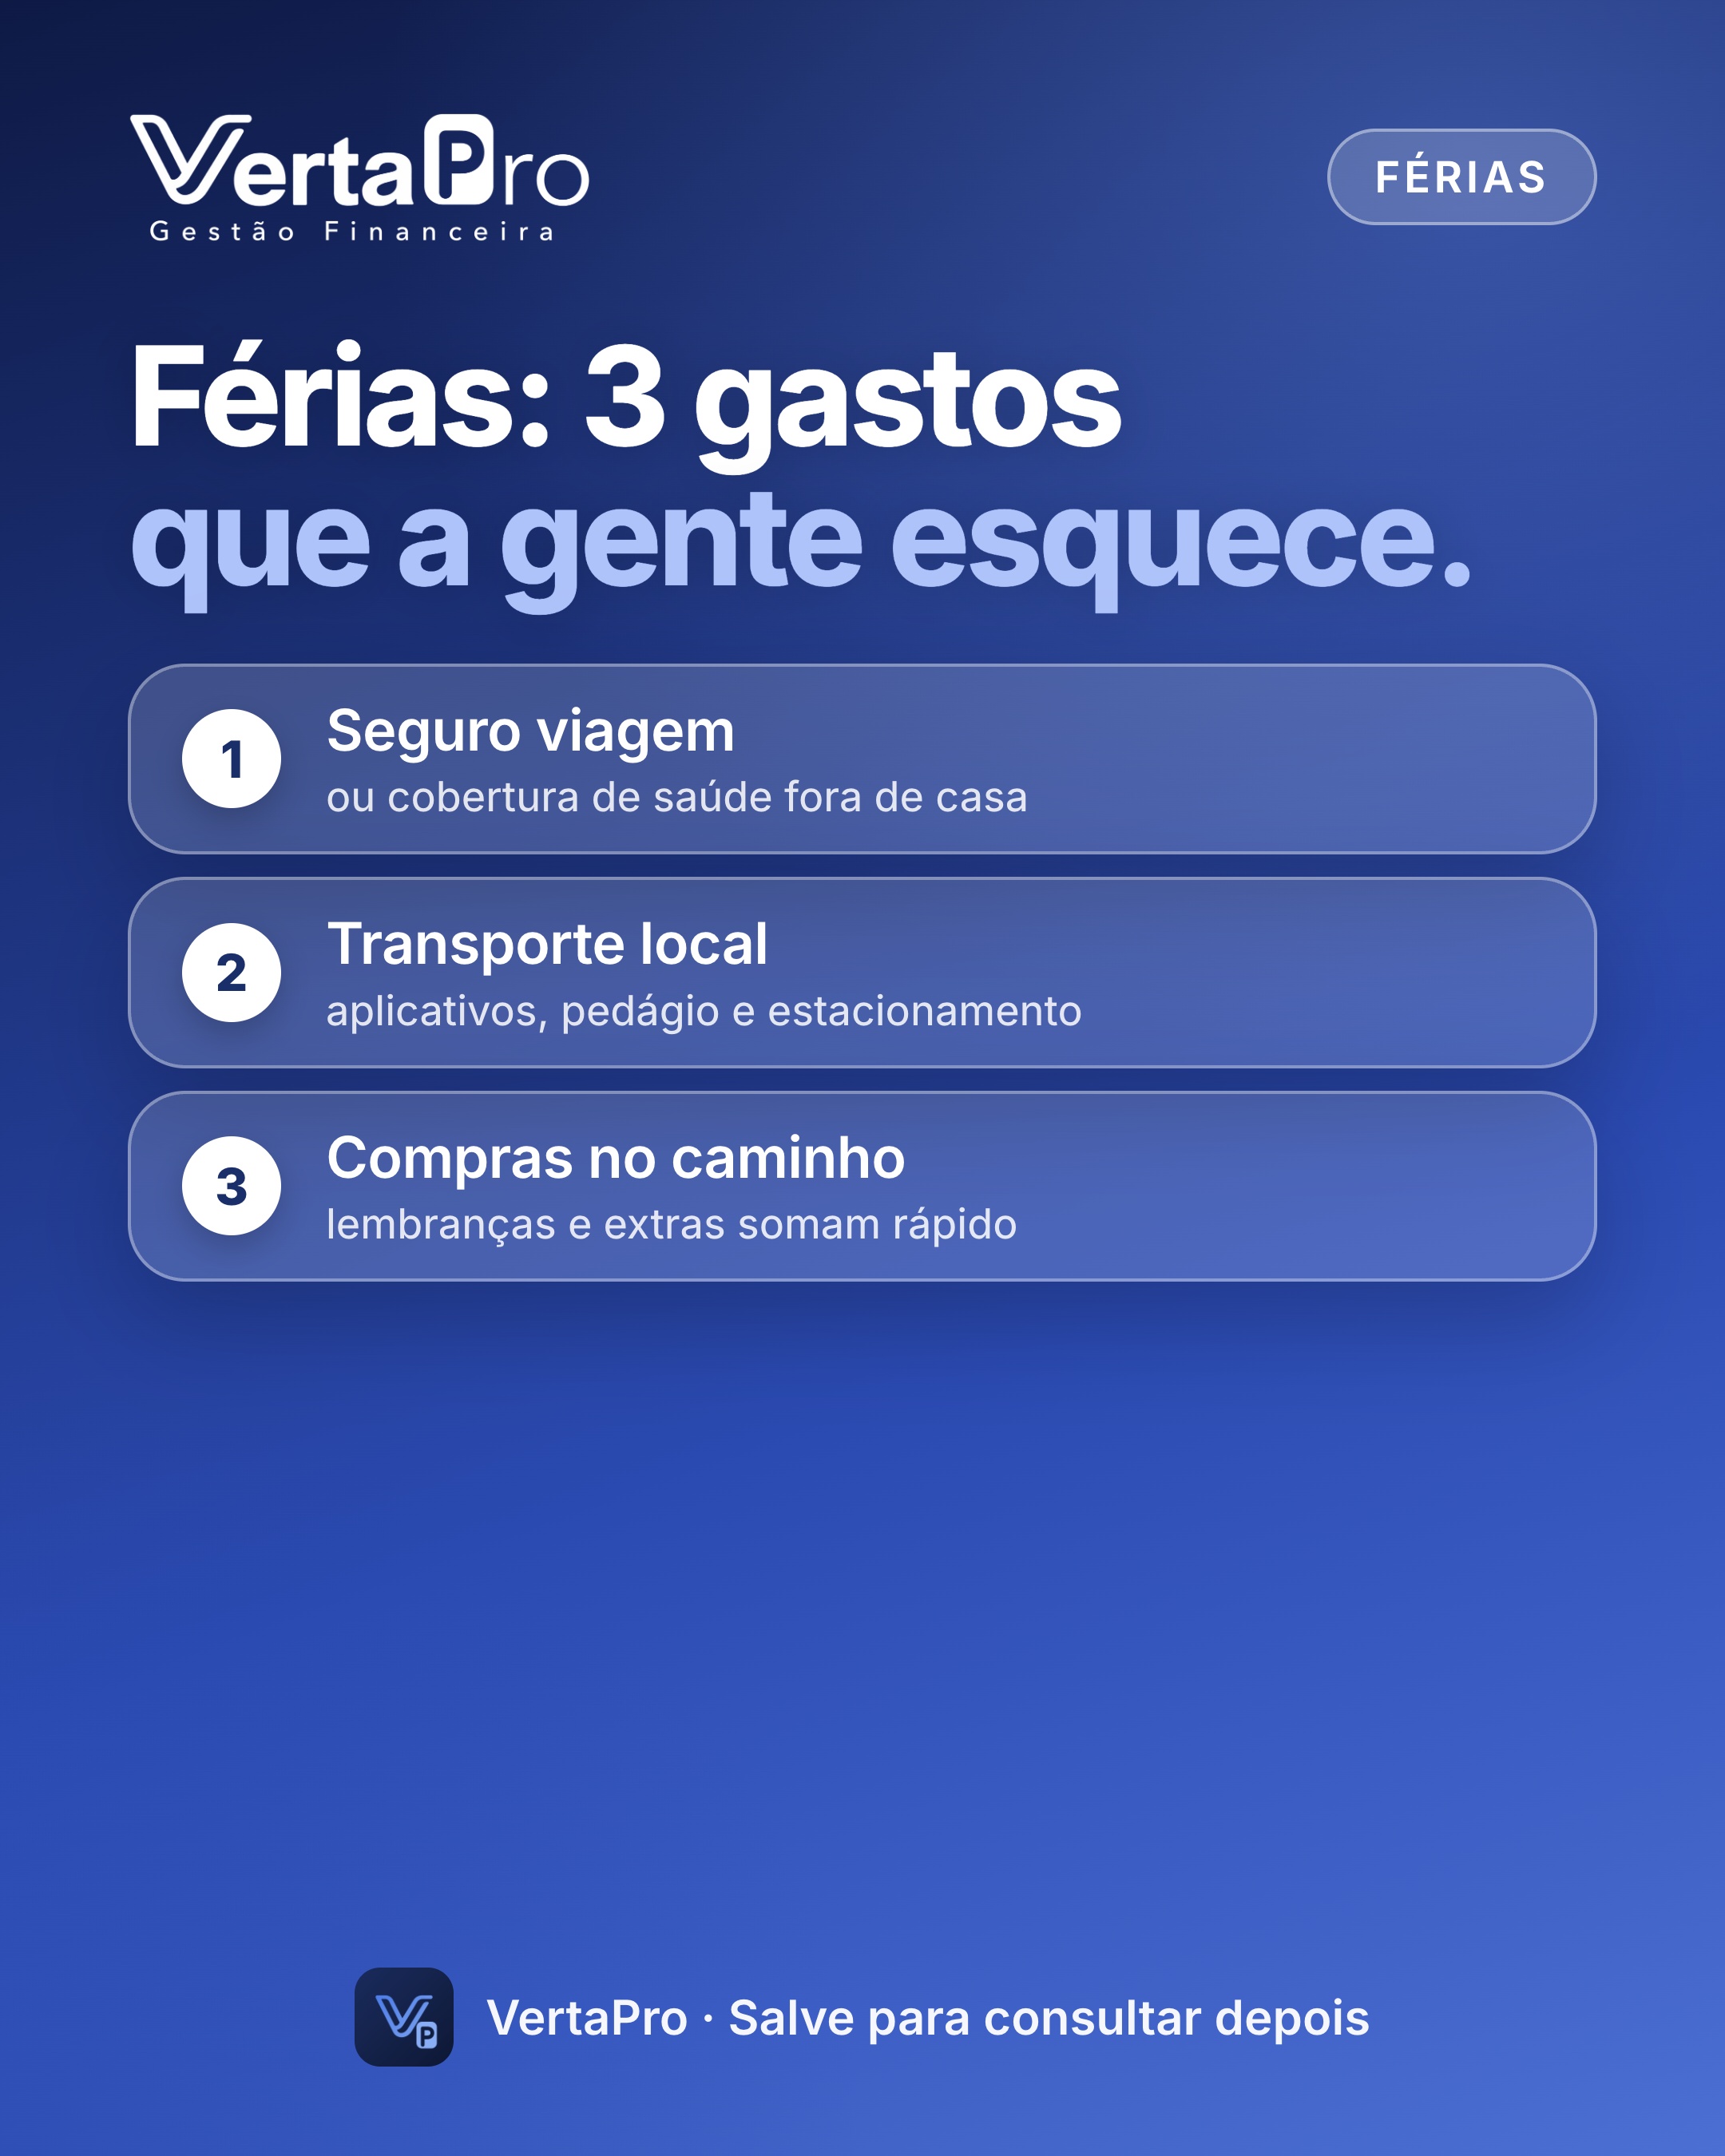 VertaPro
Gestão Financeira
FÉRIAS
Férias: 3 gastos
que a gente esquece.
1
Seguro viagem
ou cobertura de saúde fora de casa
2
Transporte local
aplicativos, pedágio e estacionamento
3
Compras no caminho
lembranças e extras somam rápido
VP
VertaPro · Salve para consultar depois